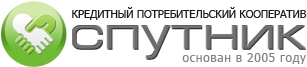 КРЕДИТНЫЙ ПОТРЕБИТЕЛЬСКИЙ КООПЕРАТИВ
СПУТНИК
основан в 2005 году